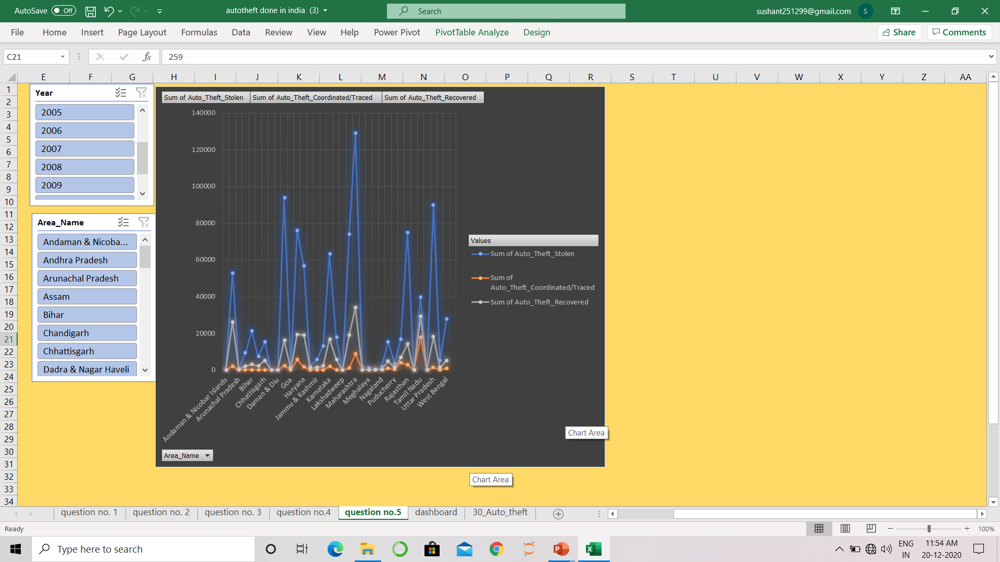 AutoSave Off autotheft done in india (3) Search sushant251299@gmail.com S
File Home Insert Page Layout Formulas Data Review View Help Power Pivot PivotTable Analyze Design Share Comments
C21 fx 259
E F G H I J K L M N O P Q R S T U V W X Y Z AA
1
2
3
4
5
6
7
8
9
10
11
12
13
14
15
16
17
18
19
20
21
22
23
24
25
26
27
28
29
30
31
32
33
34
Year
2005
2006
2007
2008
2009
Area_Name
Andaman & Nicoba...
Andhra Pradesh
Arunachal Pradesh
Assam
Bihar
Chandigarh
Chhattisgarh
Dadra & Nagar Haveli
Sum of Auto_Theft_Stolen Sum of Auto_Theft_Coordinated/Traced Sum of Auto_Theft_Recovered
140000
120000
100000
80000
60000
40000
20000
0
Andaman & Nicobar Islands
Arunachal Pradesh
Bihar
Chhattisgarh
Daman & Diu
Goa
Haryana
Jammu & Kashmir
Karnataka
Lakshadweep
Maharashtra
Meghalaya
Nagaland
Puducherry
Rajasthan
Tamil Nadu
Uttar Pradesh
West Bengal
Values
Sum of Auto_Theft_Stolen
Sum of
Auto_Theft_Coordinated/Traced
Sum of Auto_Theft_Recovered
Chart Area
Area_Name
Chart Area
question no. 1 question no. 2 question no. 3 question no.4 question no.5 dashboard 30_Auto_theft
Ready 100%
Type here to search
ENG
IN
11:54 AM
20-12-2020